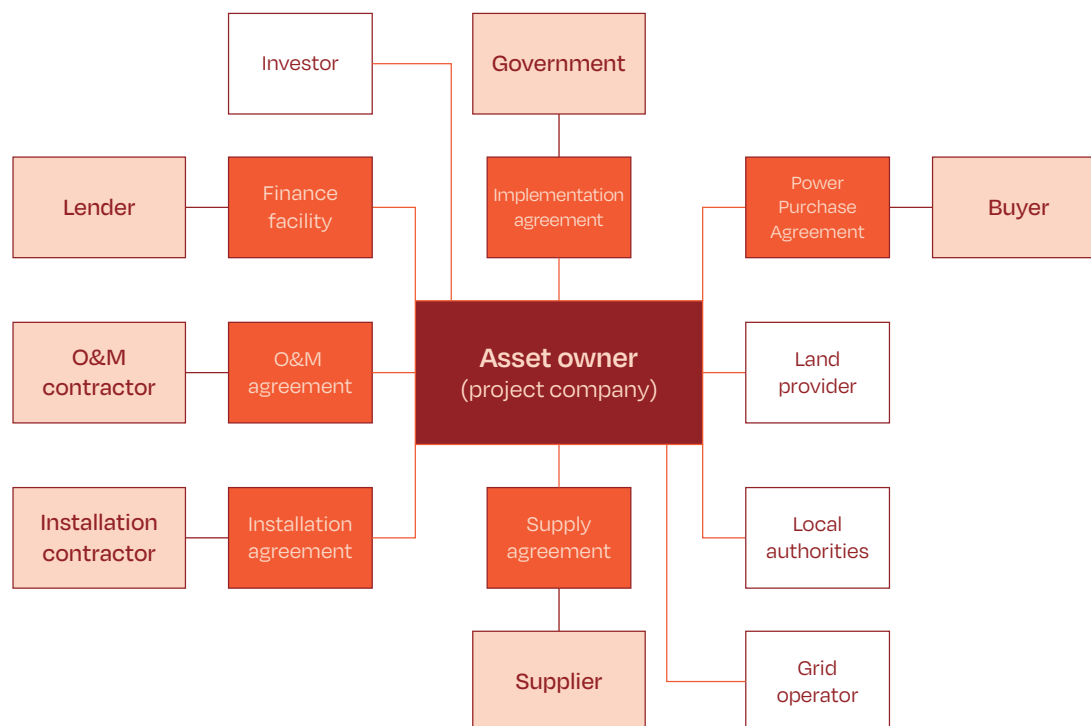 Investor
Government
Lender
Finance
facility
Implementation
agreement
Power
Purchase
Agreement
Buyer
O&M
contractor
O&M
agreement
Asset owner
(project company)
Land
provider
Installation
contractor
Installation
agreement
Supply
agreement
Local
authorities
Supplier
Grid
operator